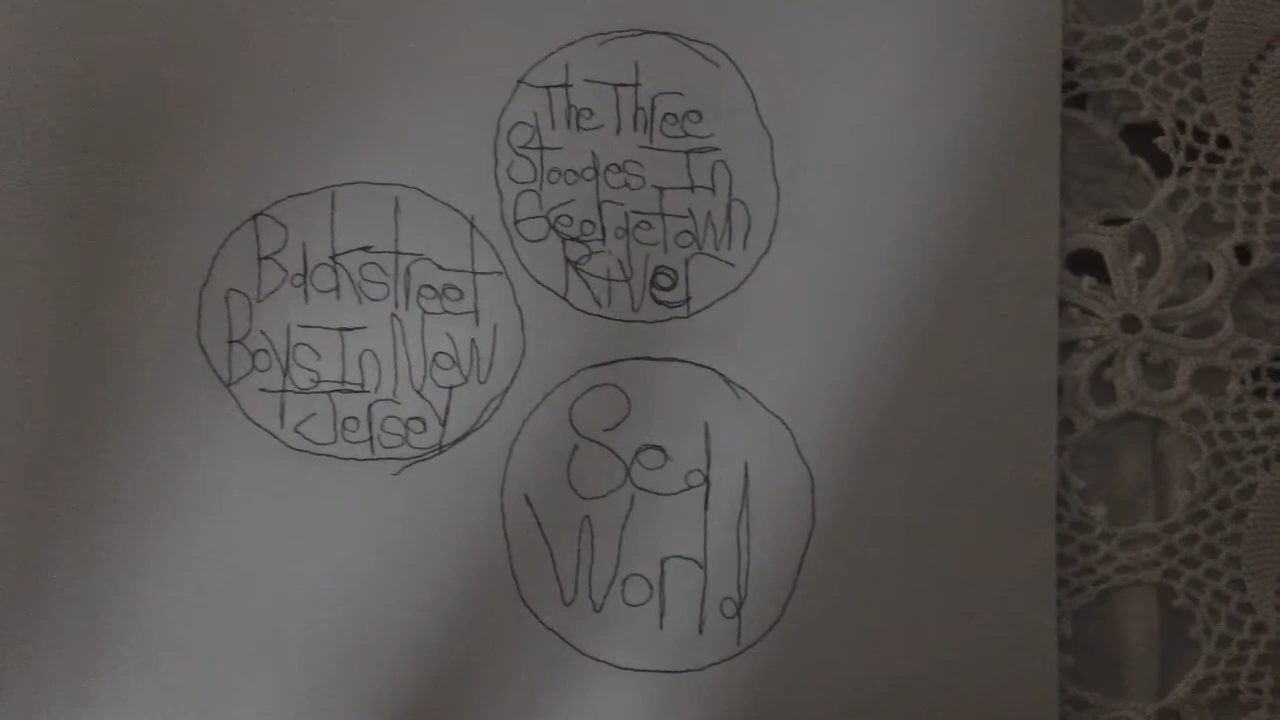 The Three
Stooges In
Georgetown
River
Backstreet
Boys In New
Jersey
Sea
World